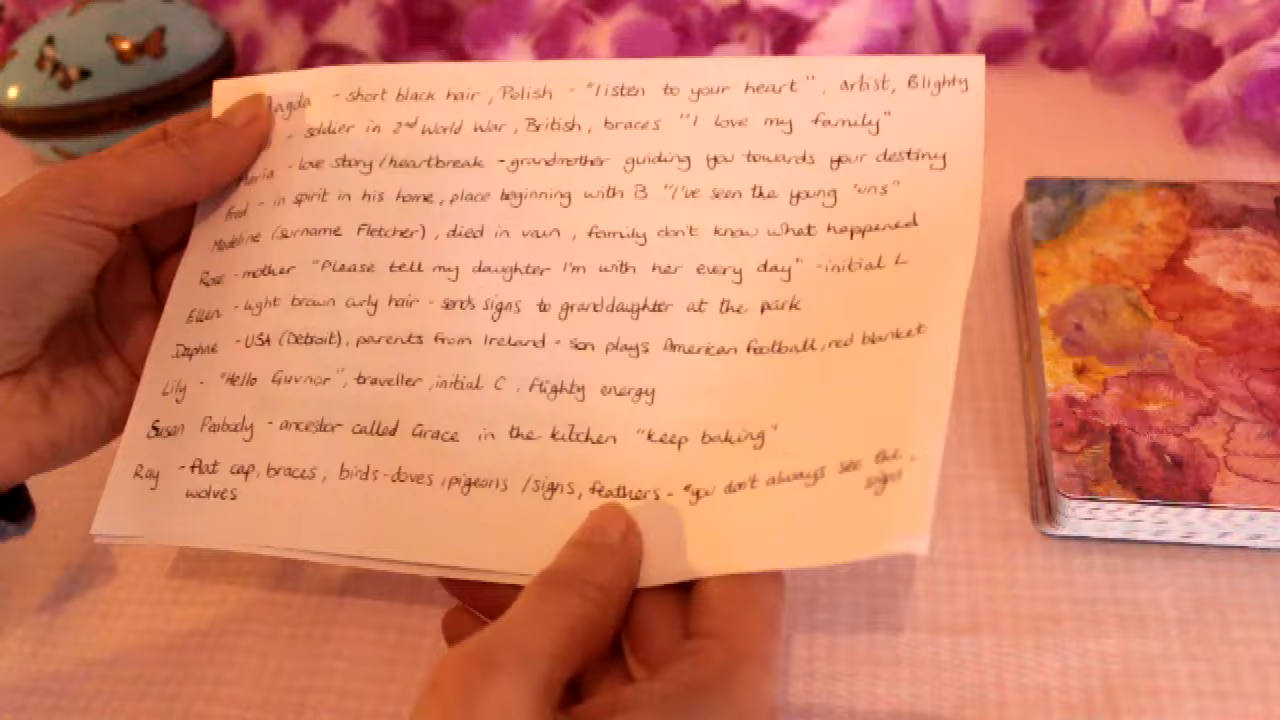 agda - short black hair, Polish - "listen to your heart", artist, Blighty
- soldier in 2nd World War, British, braces "I love my family"
Maria - love story/heartbreak - grandmother guiding you towards your destiny
Fred - in spirit in his home, place beginning with B "I've seen the young 'uns"
Madeline (surname Fletcher), died in vain, family don't know what happened
Rose - mother "Please tell my daughter I'm with her every day" - initial L
Ellen - light brown curly hair - sends signs to granddaughter at the park
Daphne - USA (Detroit), parents from Ireland - son plays American football, red blanket
Lily - "Hello Guvnor", traveller, initial C, flighty energy
Susan Peabody - ancestor called Grace in the kitchen "keep baking"
Ray - flat cap, braces, birds - doves, pigeons /signs, feathers - "you don't always see the
wolves signs